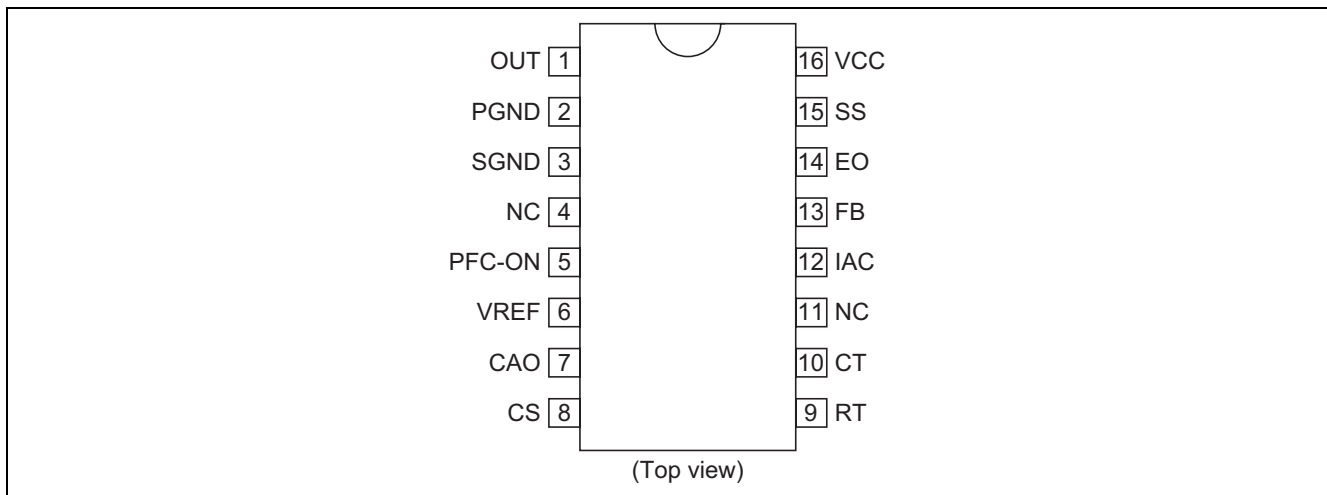 OUT 1 16 VCC
PGND 2 15 SS
SGND 3 14 EO
NC 4 13 FB
PFC-ON 5 12 IAC
VREF 6 11 NC
CAO 7 10 CT
CS 8 9 RT
(Top view)